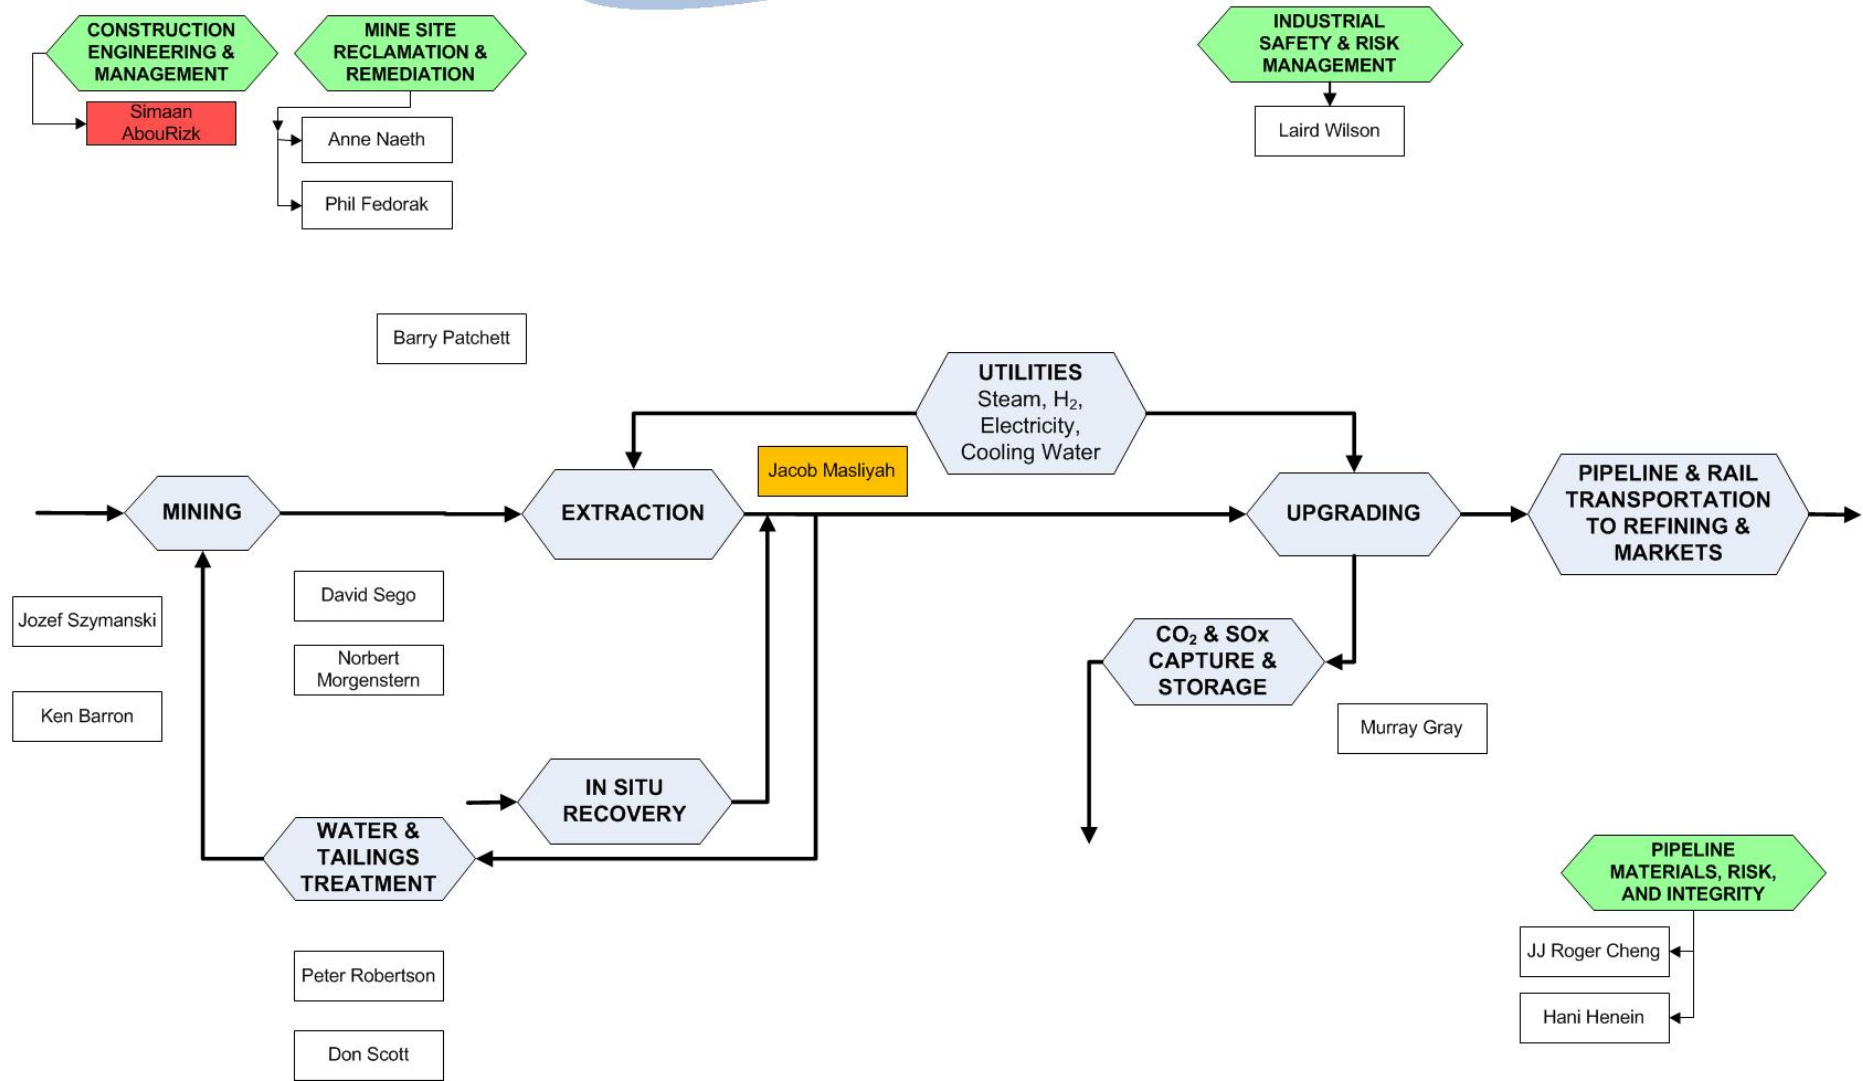 CONSTRUCTION
ENGINEERING &
MANAGEMENT
MINE SITE
RECLAMATION &
REMEDIATION
INDUSTRIAL
SAFETY & RISK
MANAGEMENT
Simaan
AbouRizk
Anne Naeth
Phil Fedorak
Laird Wilson
Barry Patchett
UTILITIES
Steam, H₂,
Electricity,
Cooling Water
Jacob Masliyah
MINING
EXTRACTION
UPGRADING
PIPELINE & RAIL
TRANSPORTATION
TO REFINING &
MARKETS
Jozef Szymanski
Ken Barron
David Sego
Norbert
Morgenstern
CO₂ & SOx
CAPTURE &
STORAGE
Murray Gray
IN SITU
RECOVERY
WATER &
TAILINGS
TREATMENT
PIPELINE
MATERIALS, RISK,
AND INTEGRITY
JJ Roger Cheng
Hani Henein
Peter Robertson
Don Scott